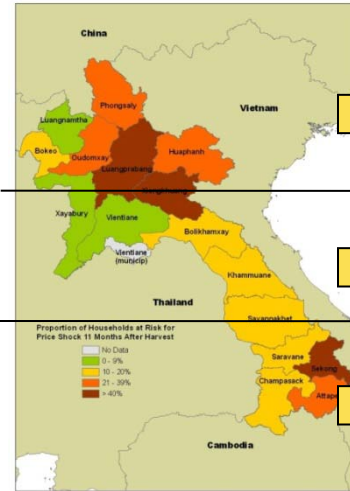 China
Phongsaly
Vietnam
Luangnamtha
Bokeo
Oudomxay
Huaphanh
Luangprabang
Xayabury
Vientiane
Bolikhamxay
Vientiane
(municip)
Khammuane
Thailand
Savannakhet
Proportion of Households at Risk for
Price Shock 11 Months After Harvest
No Data
0 - 9%
10 - 20%
21 - 39%
> 40%
Saravane
Sekong
Champasack
Attape
Cambodia